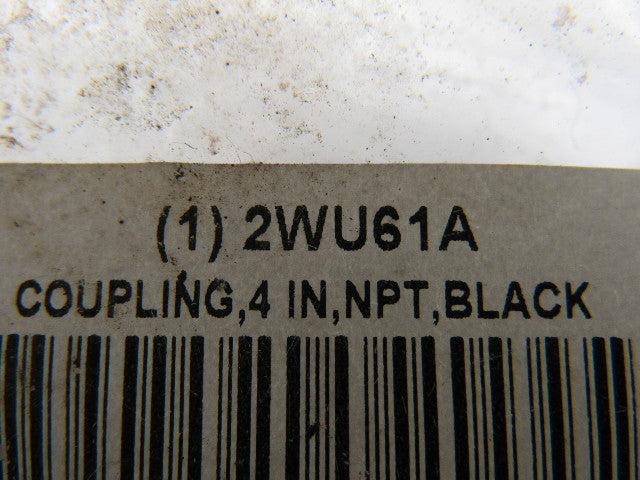 (1) 2WU61A
COUPLING,4 IN,NPT,BLACK